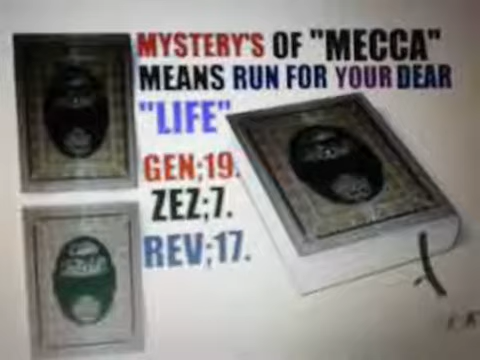 MYSTERY'S OF "MECCA"
MEANS RUN FOR YOUR DEAR
"LIFE"
GEN;19.
ZEZ;7.
REV;17.